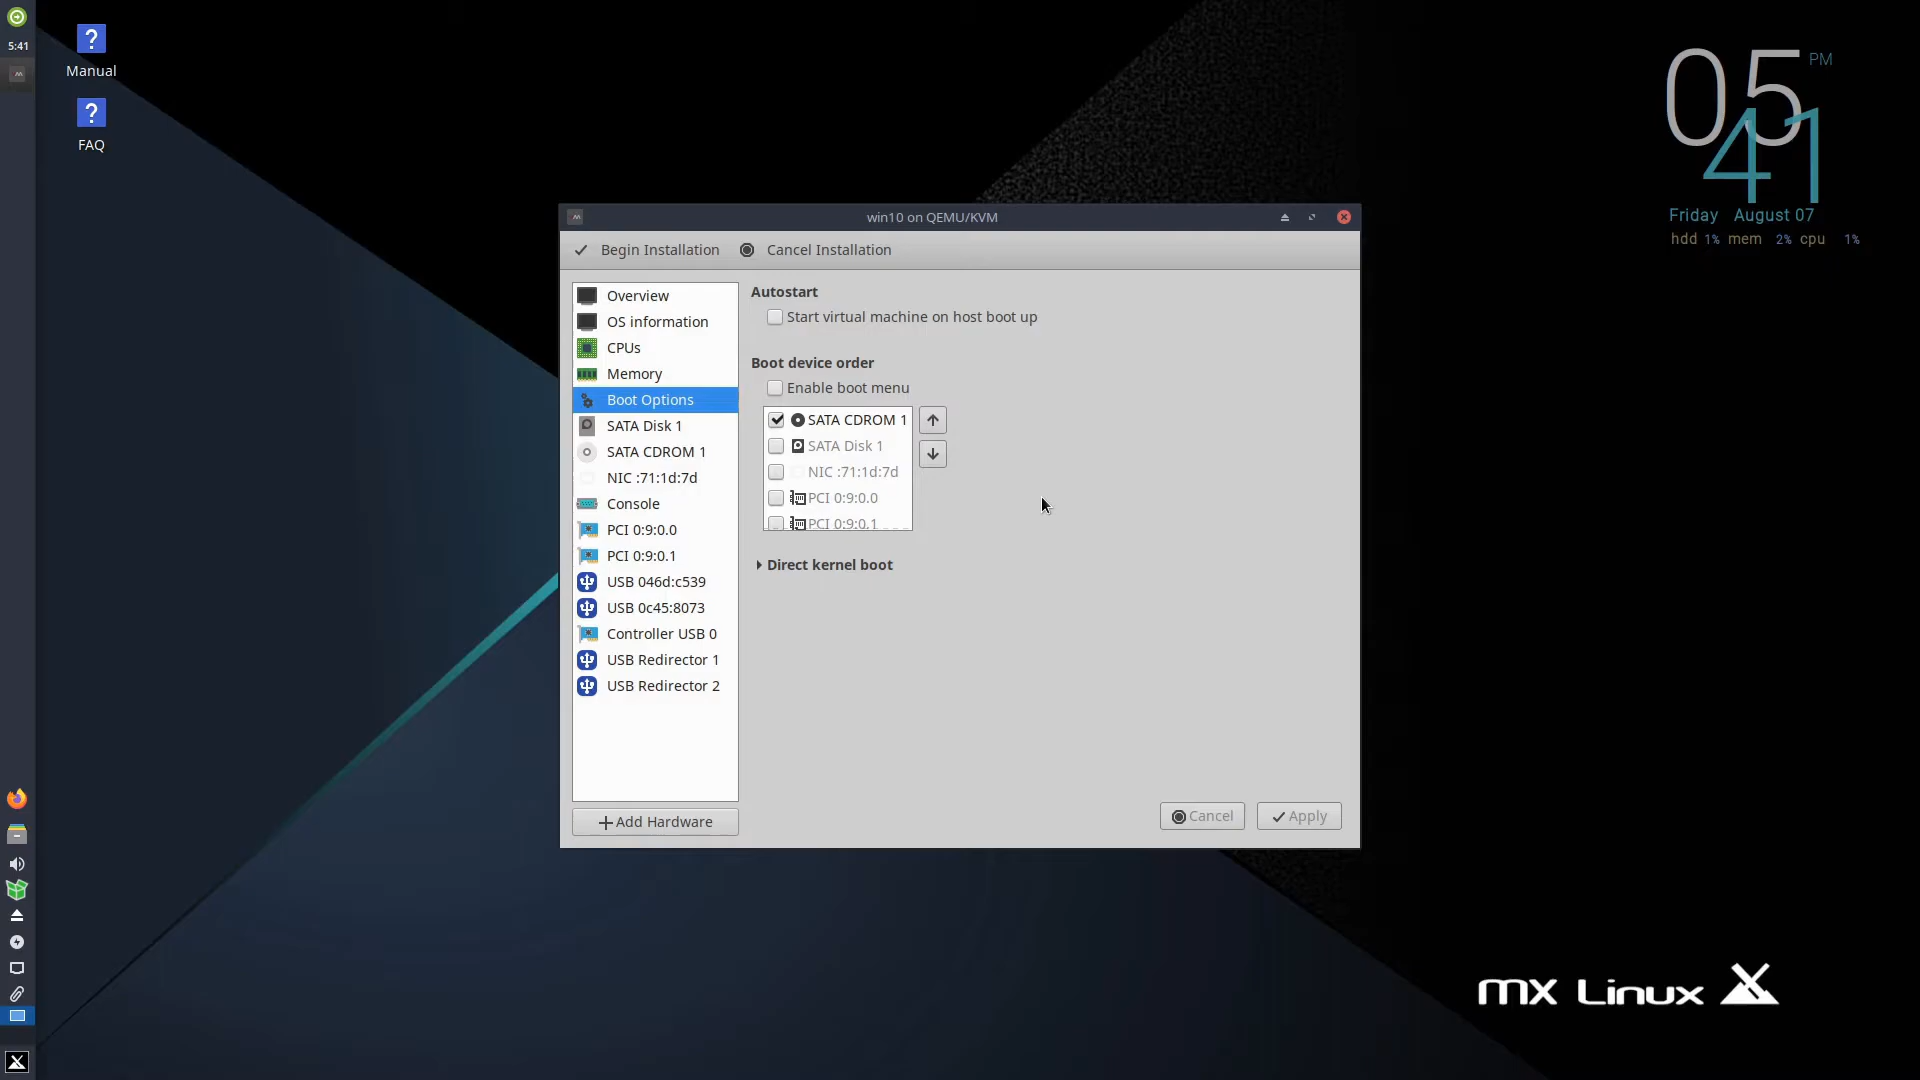 5:41
Manual
FAQ
05 PM
41
Friday August 07
hdd 1% mem 2% cpu 1%
win10 on QEMU/KVM
Begin Installation Cancel Installation
Overview
OS information
CPUs
Memory
Boot Options
SATA Disk 1
SATA CDROM 1
NIC :71:1d:7d
Console
PCI 0:9:0.0
PCI 0:9:0.1
USB 046d:c539
USB 0c45:8073
Controller USB 0
USB Redirector 1
USB Redirector 2
Add Hardware
Autostart
Start virtual machine on host boot up
Boot device order
Enable boot menu
SATA CDROM 1
SATA Disk 1
NIC :71:1d:7d
PCI 0:9:0.0
PCI 0:9:0.1
Direct kernel boot
Cancel Apply
MX Linux